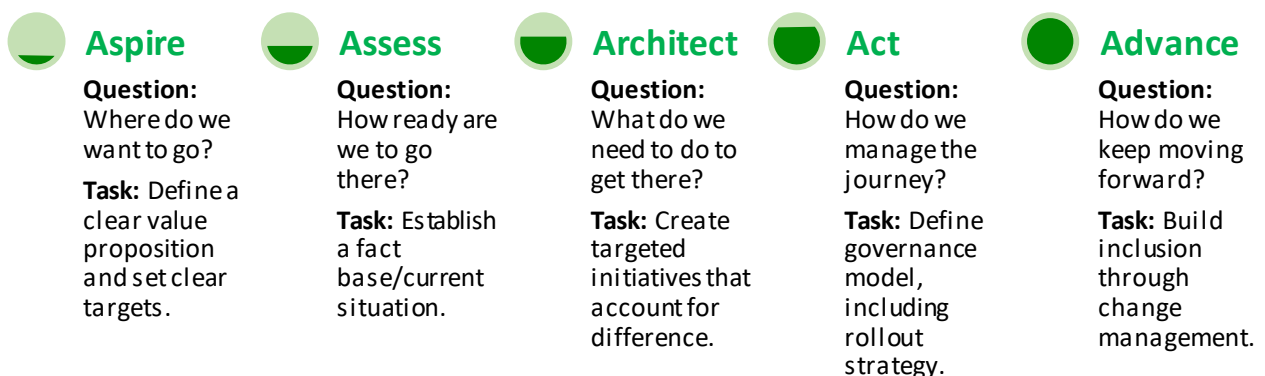 Aspire
Question:
Where do we
want to go?
Task: Define a
clear value
proposition
and set clear
targets.
Assess
Question:
How ready are
we to go
there?
Task: Establish
a fact
base/current
situation.
Architect
Question:
What do we
need to do to
get there?
Task: Create
targeted
initiatives that
account for
difference.
Act
Question:
How do we
manage the
journey?
Task: Define
governance
model,
including
rollout
strategy.
Advance
Question:
How do we
keep moving
forward?
Task: Build
inclusion
through
change
management.